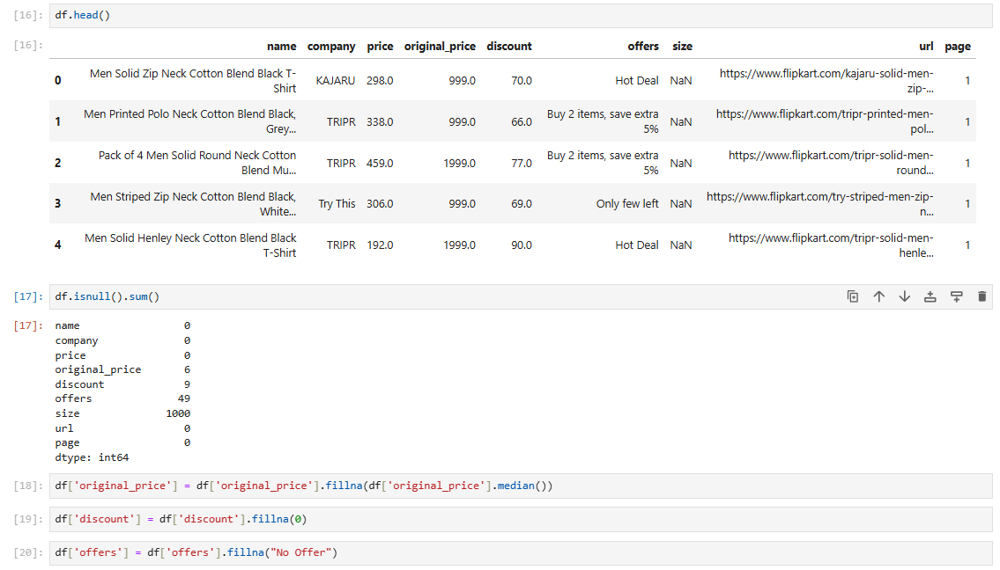 [16]: df.head()
[16]: name company price original_price discount offers size url page
0 Men Solid Zip Neck Cotton Blend Black T-Shirt KAJARU 298.0 999.0 70.0 Hot Deal NaN https://www.flipkart.com/kajaru-solid-men-zip-... 1
1 Men Printed Polo Neck Cotton Blend Black, Grey... TRIPR 338.0 999.0 66.0 Buy 2 items, save extra 5% NaN https://www.flipkart.com/tripr-printed-men-pol... 1
2 Pack of 4 Men Solid Round Neck Cotton Blend Mu... TRIPR 459.0 1999.0 77.0 Buy 2 items, save extra 5% NaN https://www.flipkart.com/tripr-solid-men-round... 1
3 Men Striped Zip Neck Cotton Blend Black, White... Try This 306.0 999.0 69.0 Only few left NaN https://www.flipkart.com/try-striped-men-zip-n... 1
4 Men Solid Henley Neck Cotton Blend Black T-Shirt TRIPR 192.0 1999.0 90.0 Hot Deal NaN https://www.flipkart.com/tripr-solid-men-henle... 1
[17]: df.isnull().sum()
[17]: name 0
company 0
price 0
original_price 6
discount 9
offers 49
size 1000
url 0
page 0
dtype: int64
[18]: df['original_price'] = df['original_price'].fillna(df['original_price'].median())
[19]: df['discount'] = df['discount'].fillna(0)
[20]: df['offers'] = df['offers'].fillna("No Offer")